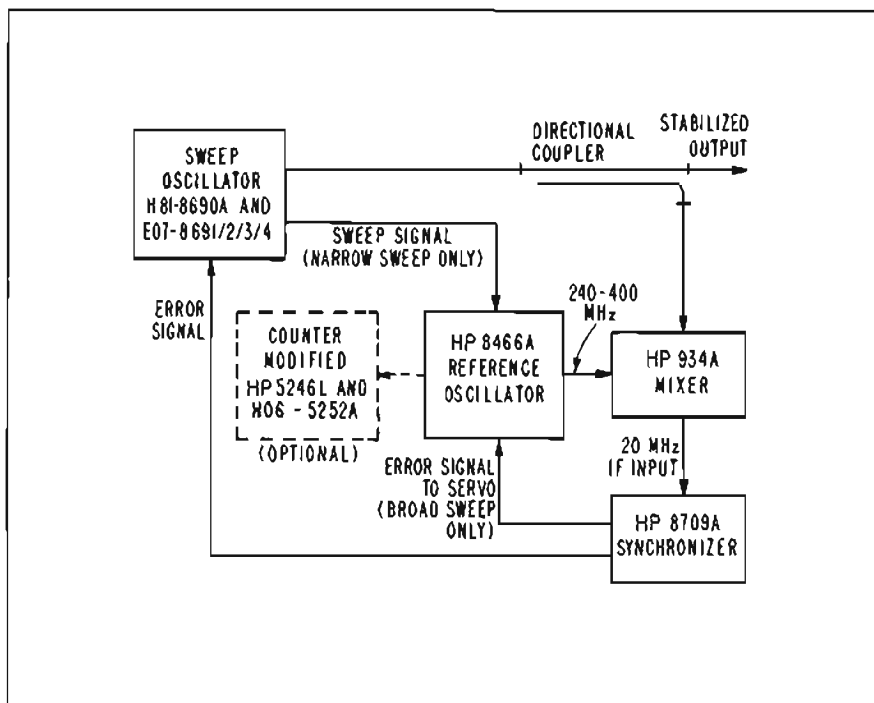 SWEEP
OSCILLATOR
H81-8690A AND
E07-8691/2/3/4
DIRECTIONAL
COUPLER
STABILIZED
OUTPUT
SWEEP SIGNAL
(NARROW SWEEP ONLY)
ERROR
SIGNAL
240-400
MHz
COUNTER
MODIFIED
HP 5246L AND
H06 - 5252A
(OPTIONAL)
HP 8466A
REFERENCE
OSCILLATOR
HP 934A
MIXER
20 MHz
IF INPUT
ERROR SIGNAL
TO SERVO
(BROAD SWEEP
ONLY)
HP 8709A
SYNCHRONIZER